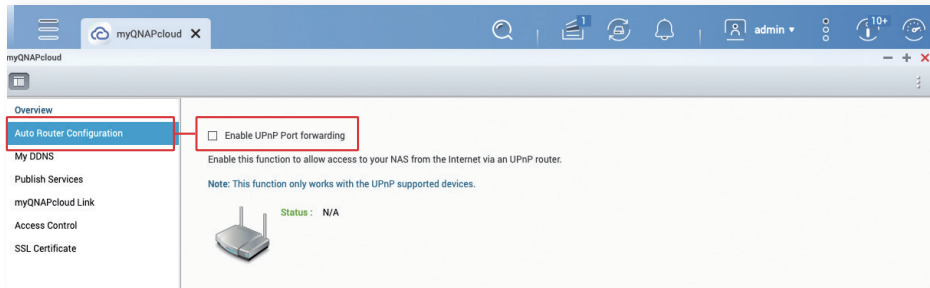 myQNAPcloud X
1
admin
10+
myQNAPcloud
Overview
Auto Router Configuration
Enable UPnP Port forwarding
My DDNS
Enable this function to allow access to your NAS from the Internet via an UPnP router.
Publish Services
Note: This function only works with the UPnP supported devices.
myQNAPcloud Link
Status : N/A
Access Control
SSL Certificate